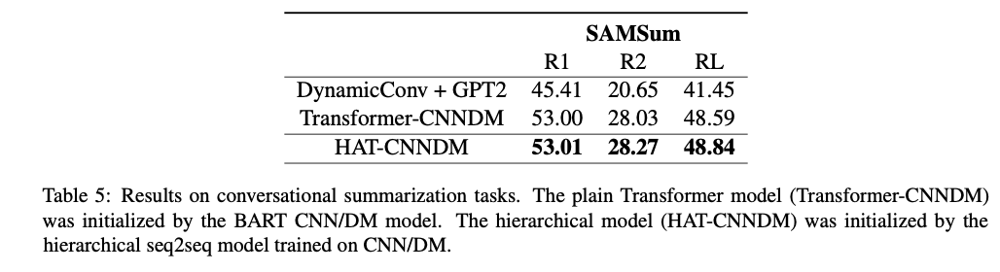 SAMSum
R1 R2 RL
DynamicConv + GPT2 45.41 20.65 41.45
Transformer-CNNDM 53.00 28.03 48.59
HAT-CNNDM 53.01 28.27 48.84
Table 5: Results on conversational summarization tasks. The plain Transformer model (Transformer-CNNDM)
was initialized by the BART CNN/DM model. The hierarchical model (HAT-CNNDM) was initialized by the
hierarchical seq2seq model trained on CNN/DM.